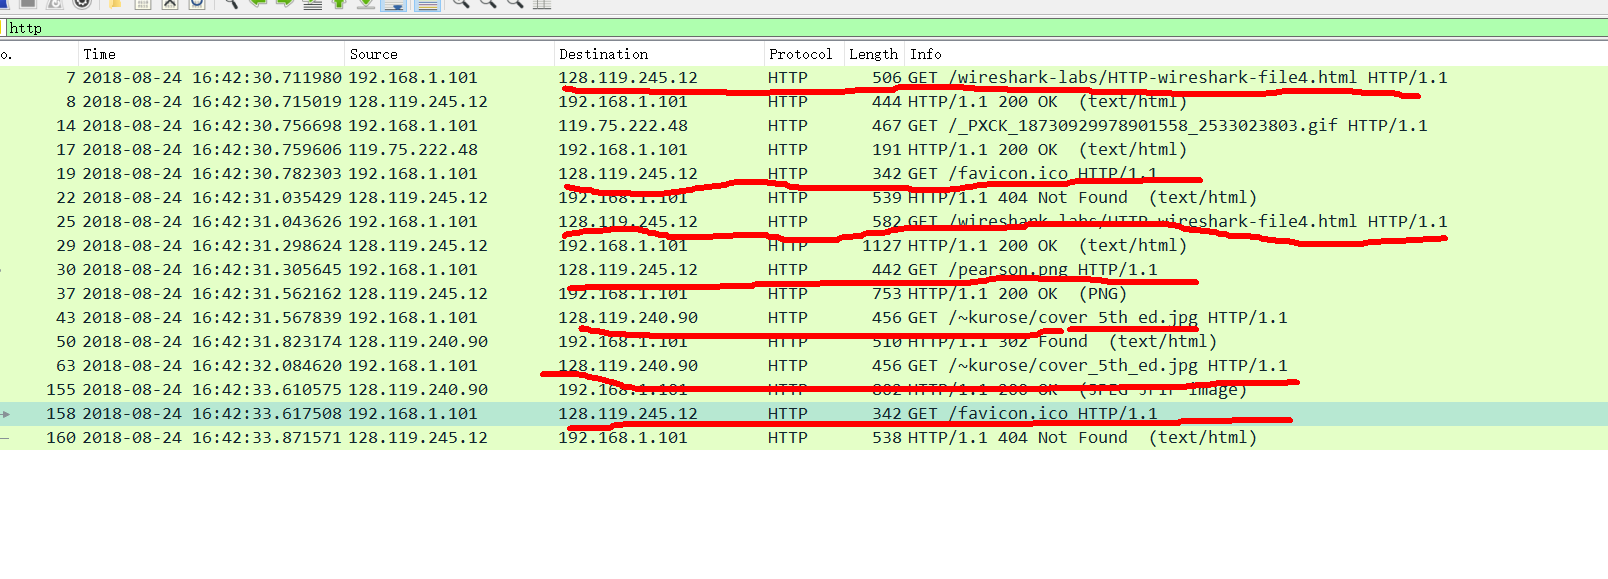 http
o. Time Source Destination Protocol Length Info
7 2018-08-24 16:42:30.711980 192.168.1.101 128.119.245.12 HTTP 506 GET /wireshark-labs/HTTP-wireshark-file4.html HTTP/1.1
8 2018-08-24 16:42:30.715019 128.119.245.12 192.168.1.101 HTTP 444 HTTP/1.1 200 OK (text/html)
14 2018-08-24 16:42:30.756698 192.168.1.101 119.75.222.48 HTTP 467 GET /_PXCK_18730929978901558_2533023803.gif HTTP/1.1
17 2018-08-24 16:42:30.759606 119.75.222.48 192.168.1.101 HTTP 191 HTTP/1.1 200 OK (text/html)
19 2018-08-24 16:42:30.782303 192.168.1.101 128.119.245.12 HTTP 342 GET /favicon.ico HTTP/1.1
22 2018-08-24 16:42:31.035429 128.119.245.12 192.168.1.101 HTTP 539 HTTP/1.1 404 Not Found (text/html)
25 2018-08-24 16:42:31.043626 192.168.1.101 128.119.245.12 HTTP 582 GET /wireshark-labs/HTTP-wireshark-file4.html HTTP/1.1
29 2018-08-24 16:42:31.298624 128.119.245.12 192.168.1.101 HTTP 1127 HTTP/1.1 200 OK (text/html)
30 2018-08-24 16:42:31.305645 192.168.1.101 128.119.245.12 HTTP 442 GET /pearson.png HTTP/1.1
37 2018-08-24 16:42:31.562162 128.119.245.12 192.168.1.101 HTTP 753 HTTP/1.1 200 OK (PNG)
43 2018-08-24 16:42:31.567839 192.168.1.101 128.119.240.90 HTTP 456 GET /~kurose/cover_5th_ed.jpg HTTP/1.1
50 2018-08-24 16:42:31.823174 128.119.240.90 192.168.1.101 HTTP 510 HTTP/1.1 302 Found (text/html)
63 2018-08-24 16:42:32.084620 192.168.1.101 128.119.240.90 HTTP 456 GET /~kurose/cover_5th_ed.jpg HTTP/1.1
155 2018-08-24 16:42:33.610575 128.119.240.90 192.168.1.101 HTTP HTTP/1.1 200 OK (JPEG JFIF image)
158 2018-08-24 16:42:33.617508 192.168.1.101 128.119.245.12 HTTP 342 GET /favicon.ico HTTP/1.1
160 2018-08-24 16:42:33.871571 128.119.245.12 192.168.1.101 HTTP 538 HTTP/1.1 404 Not Found (text/html)